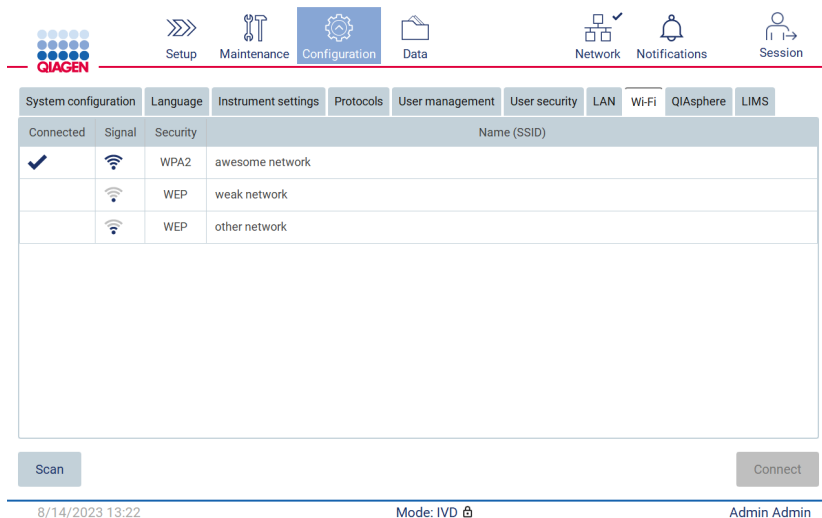 QIAGEN
Setup Maintenance Configuration Data Network Notifications Session
System configuration Language Instrument settings Protocols User management User security LAN Wi-Fi QIAsphere LIMS
Connected Signal Security Name (SSID)
WPA2 awesome network
WEP weak network
WEP other network
Scan Connect
8/14/2023 13:22 Mode: IVD Admin Admin